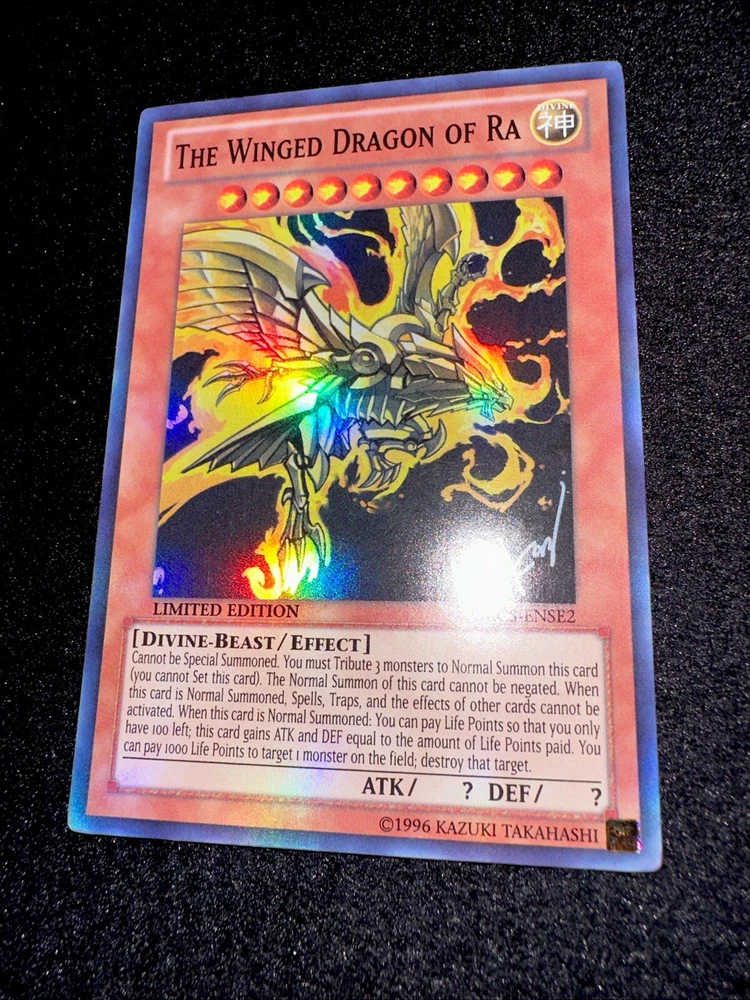 THE WINGED DRAGON OF RA
DIVINE
神
LIMITED EDITION
-ENSE2
[DIVINE-BEAST/EFFECT]
Cannot be Special Summoned. You must Tribute 3 monsters to Normal Summon this card
(you cannot Set this card). The Normal Summon of this card cannot be negated. When
this card is Normal Summoned, Spells, Traps, and the effects of other cards cannot be
activated. When this card is Normal Summoned: You can pay Life Points so that you only
have 100 left; this card gains ATK and DEF equal to the amount of Life Points paid. You
can pay 1000 Life Points to target 1 monster on the field; destroy that target.
ATK/ ? DEF/ ?
©1996 KAZUKI TAKAHASHI